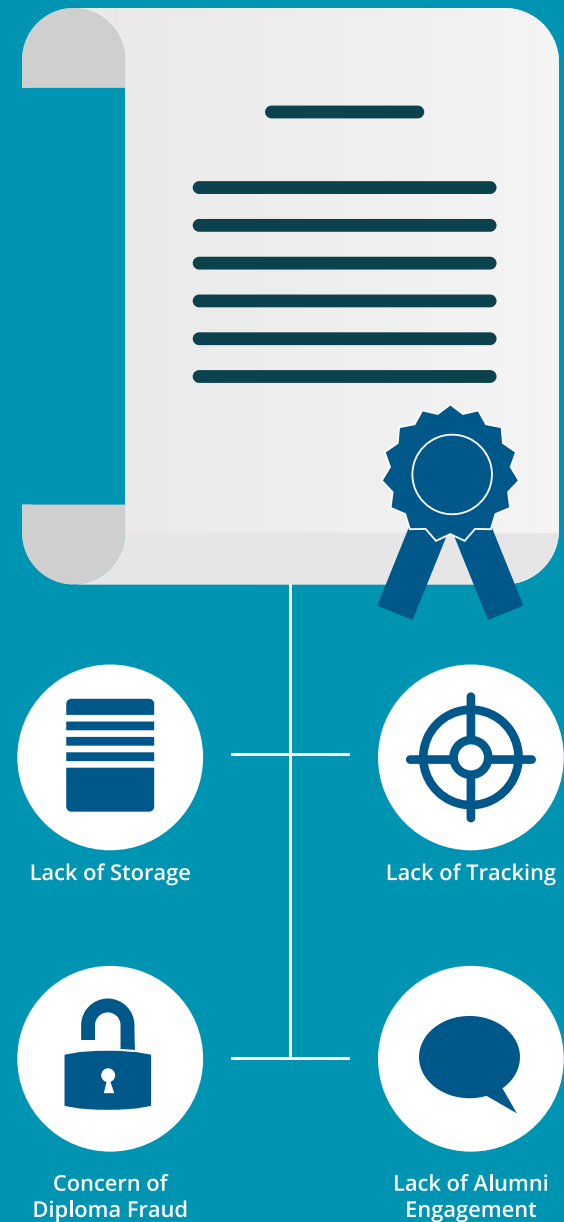 Lack of Storage
Lack of Tracking
Concern of
Diploma Fraud
Lack of Alumni
Engagement